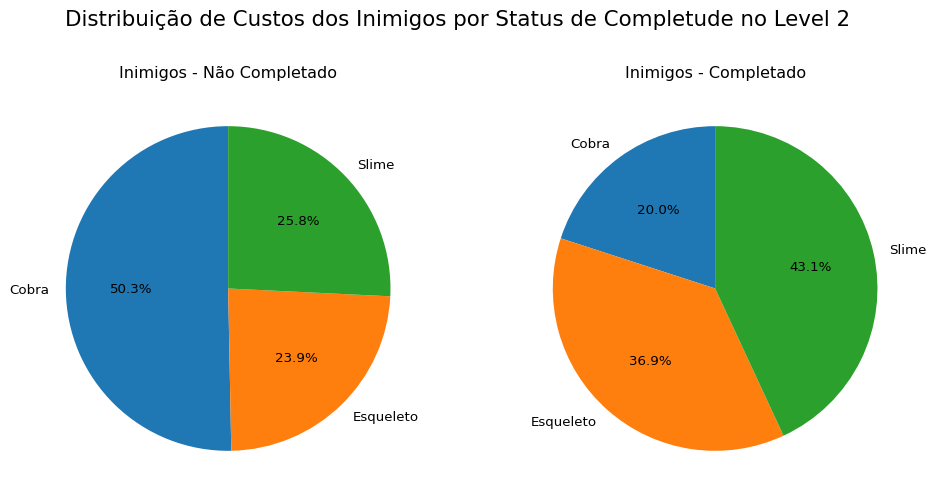 Distribuição de Custos dos Inimigos por Status de Completude no Level 2
Inimigos - Não Completado
Slime
25.8%
Cobra
50.3%
23.9%
Esqueleto
Inimigos - Completado
Cobra
20.0%
Slime
43.1%
36.9%
Esqueleto